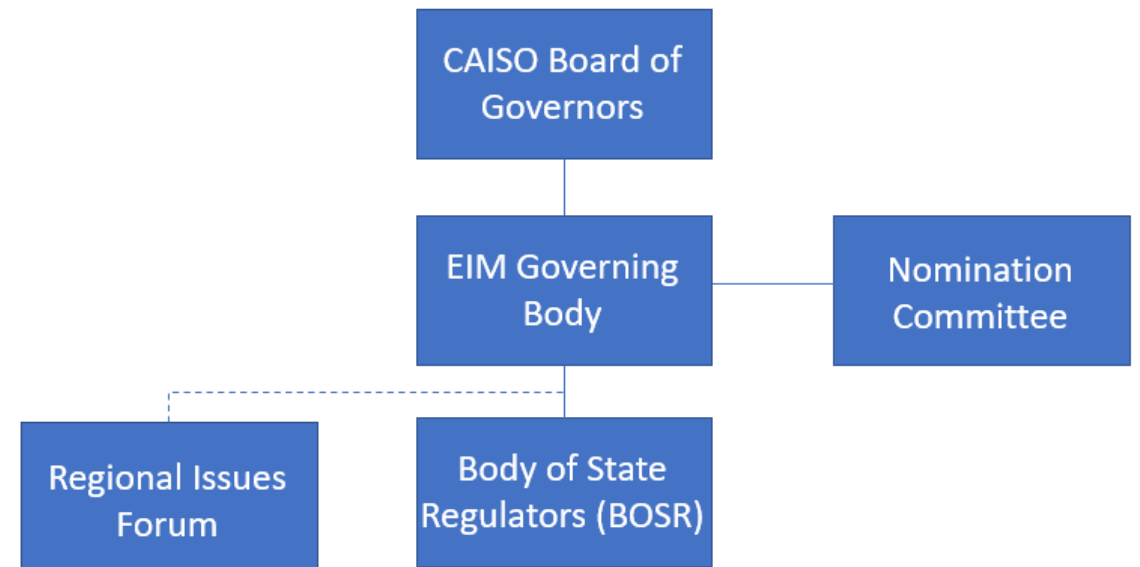 CAISO Board of
Governors
EIM Governing
Body
Nomination
Committee
Regional Issues
Forum
Body of State
Regulators (BOSR)